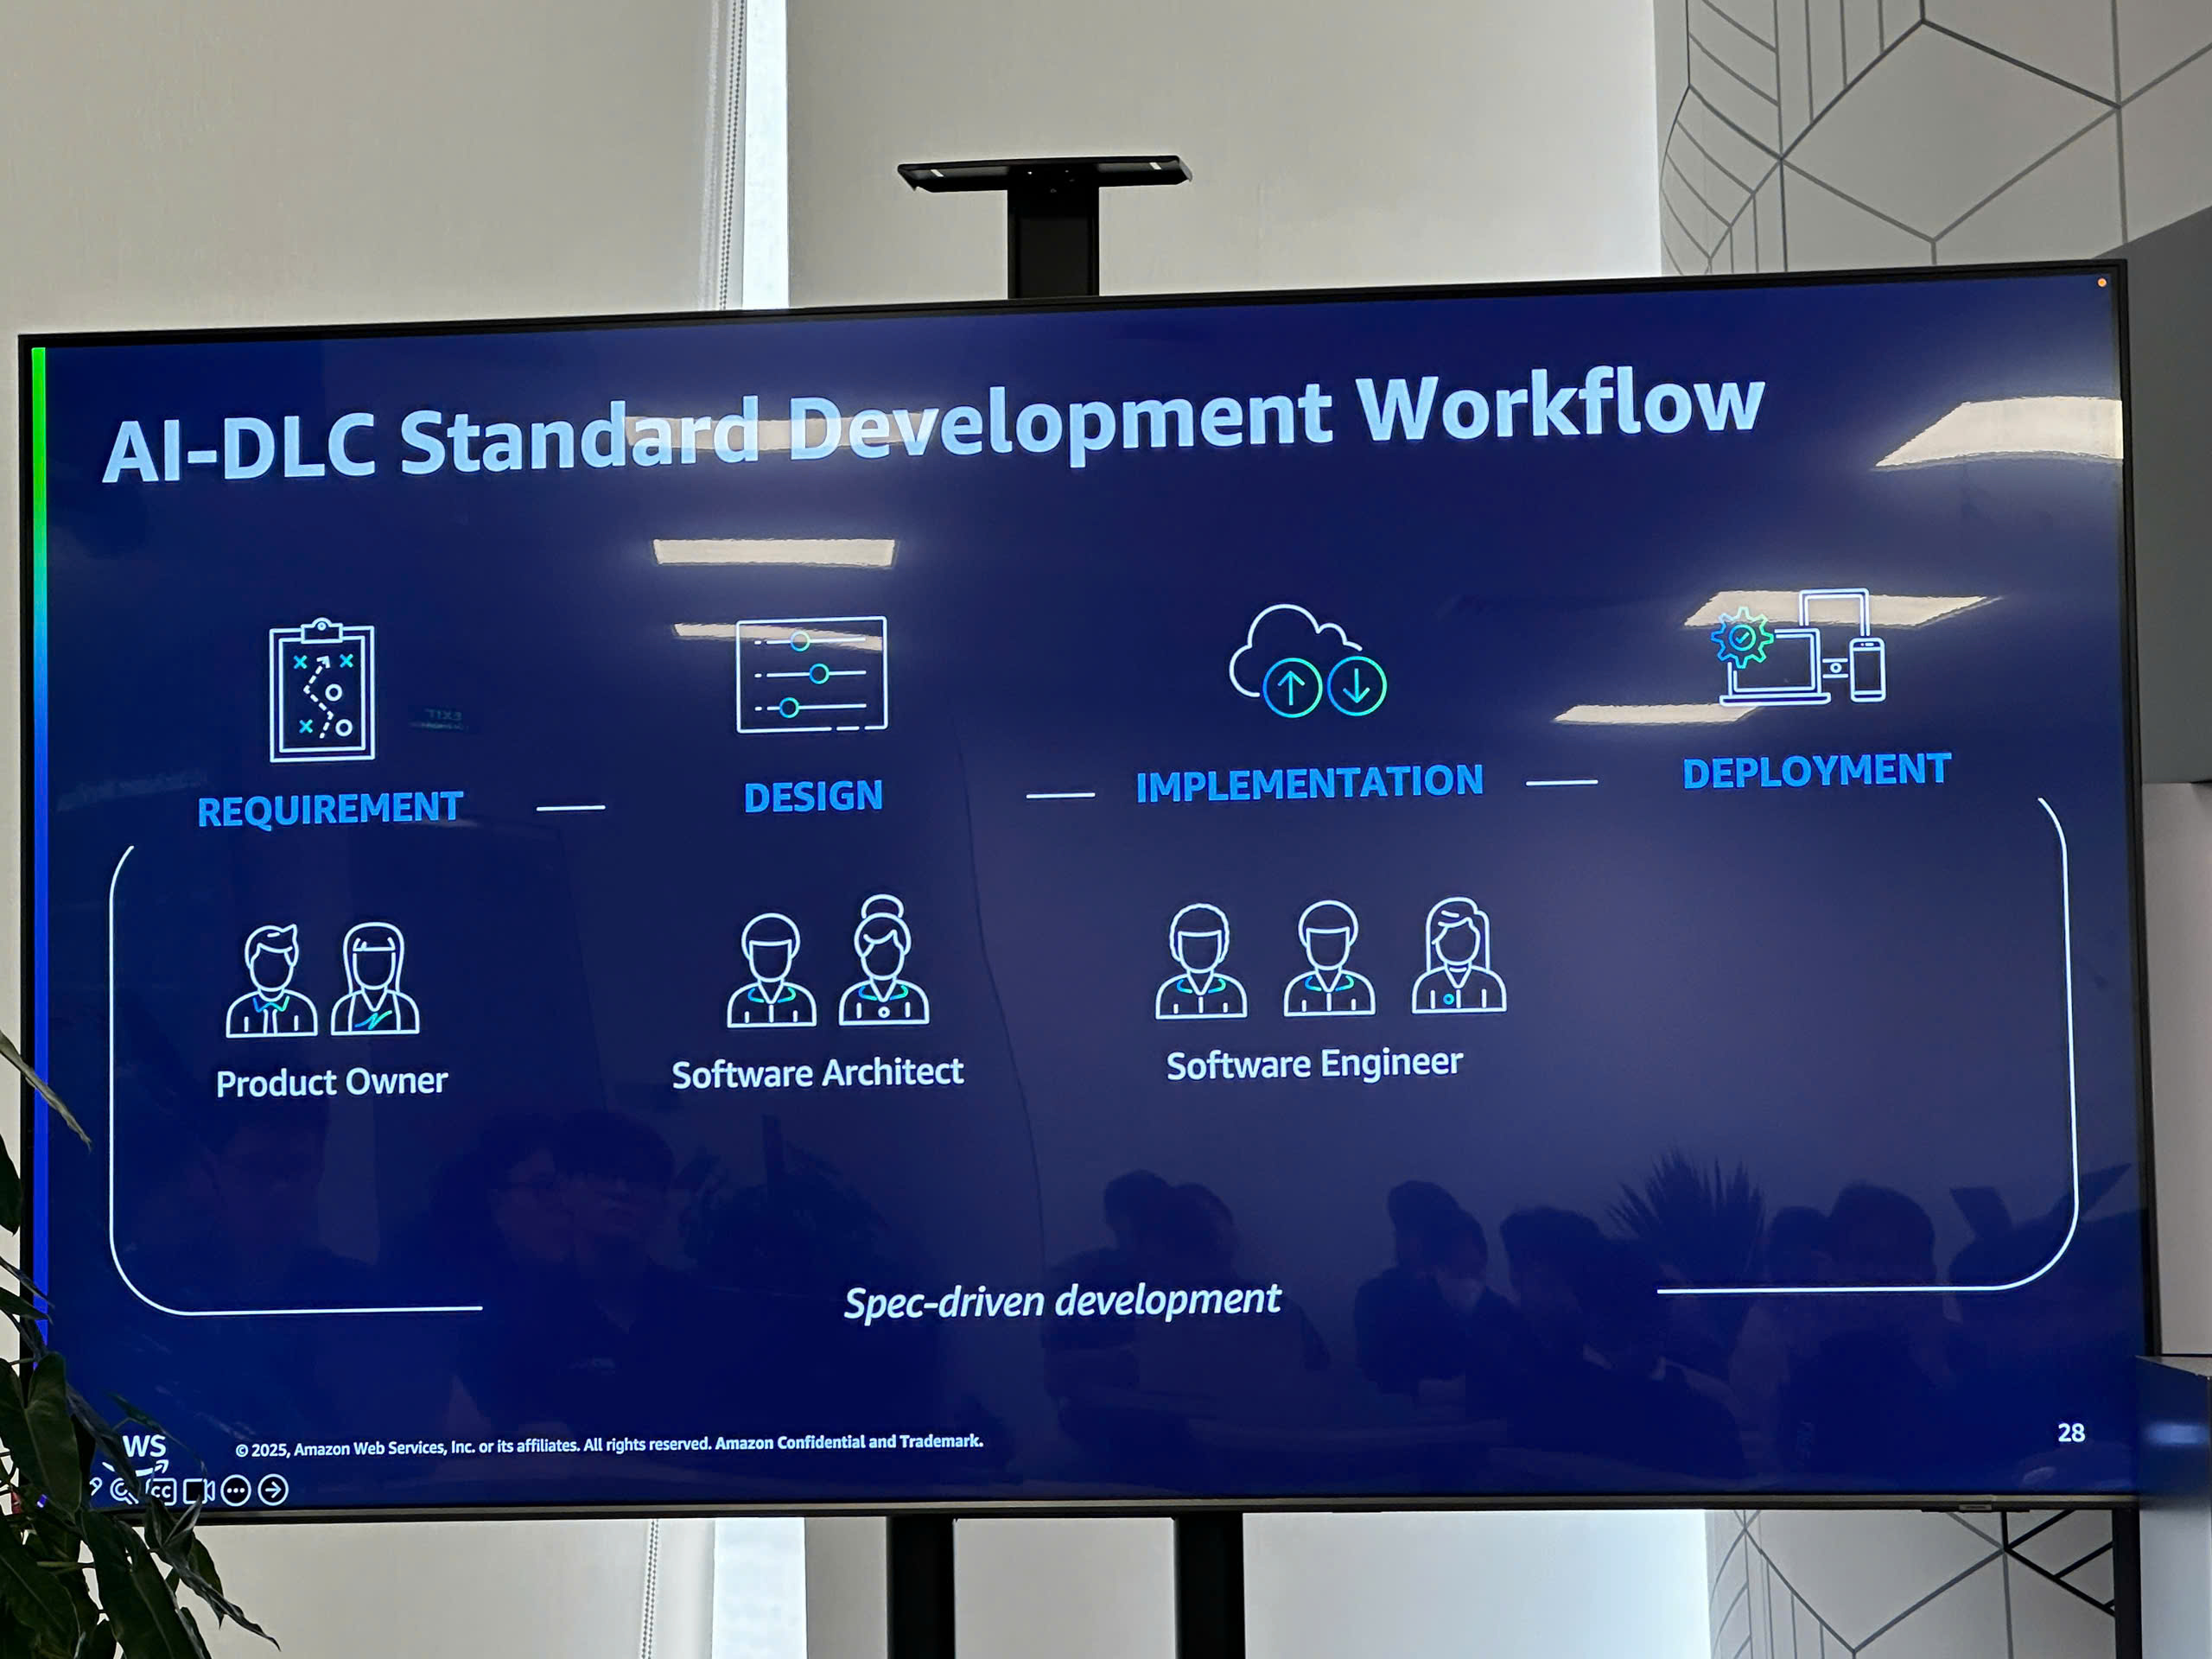 AI-DLC Standard Development Workflow
REQUIREMENT
DESIGN
IMPLEMENTATION
DEPLOYMENT
Product Owner
Software Architect
Software Engineer
Spec-driven development
WS
© 2025, Amazon Web Services, Inc. or its affiliates. All rights reserved. Amazon Confidential and Trademark.
28
CC